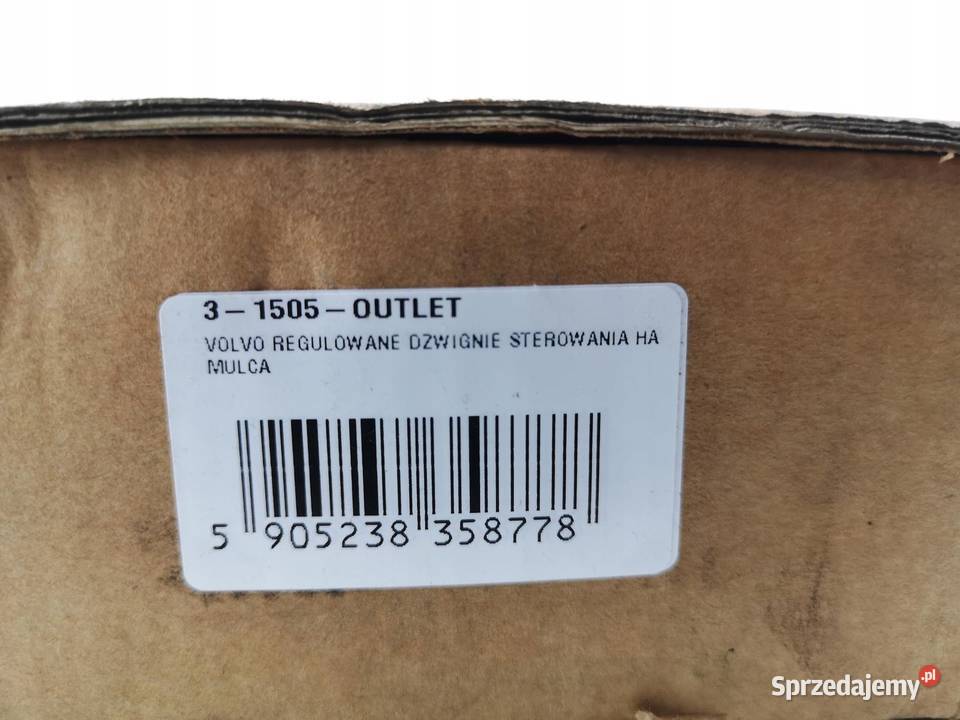 3-1505-OUTLET
VOLVO REGULOWANE DZWIGNIE STEROWANIA HA
MULCA
5 905238 358778
Sprzedajemy.pl